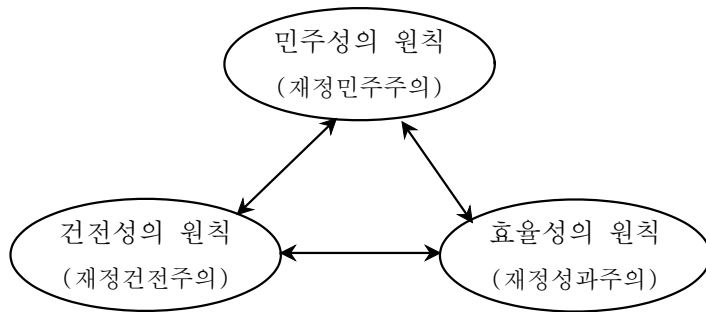 민주성의 원칙
(재정민주주의)
건전성의 원칙
(재정건전주의)
효율성의 원칙
(재정성과주의)